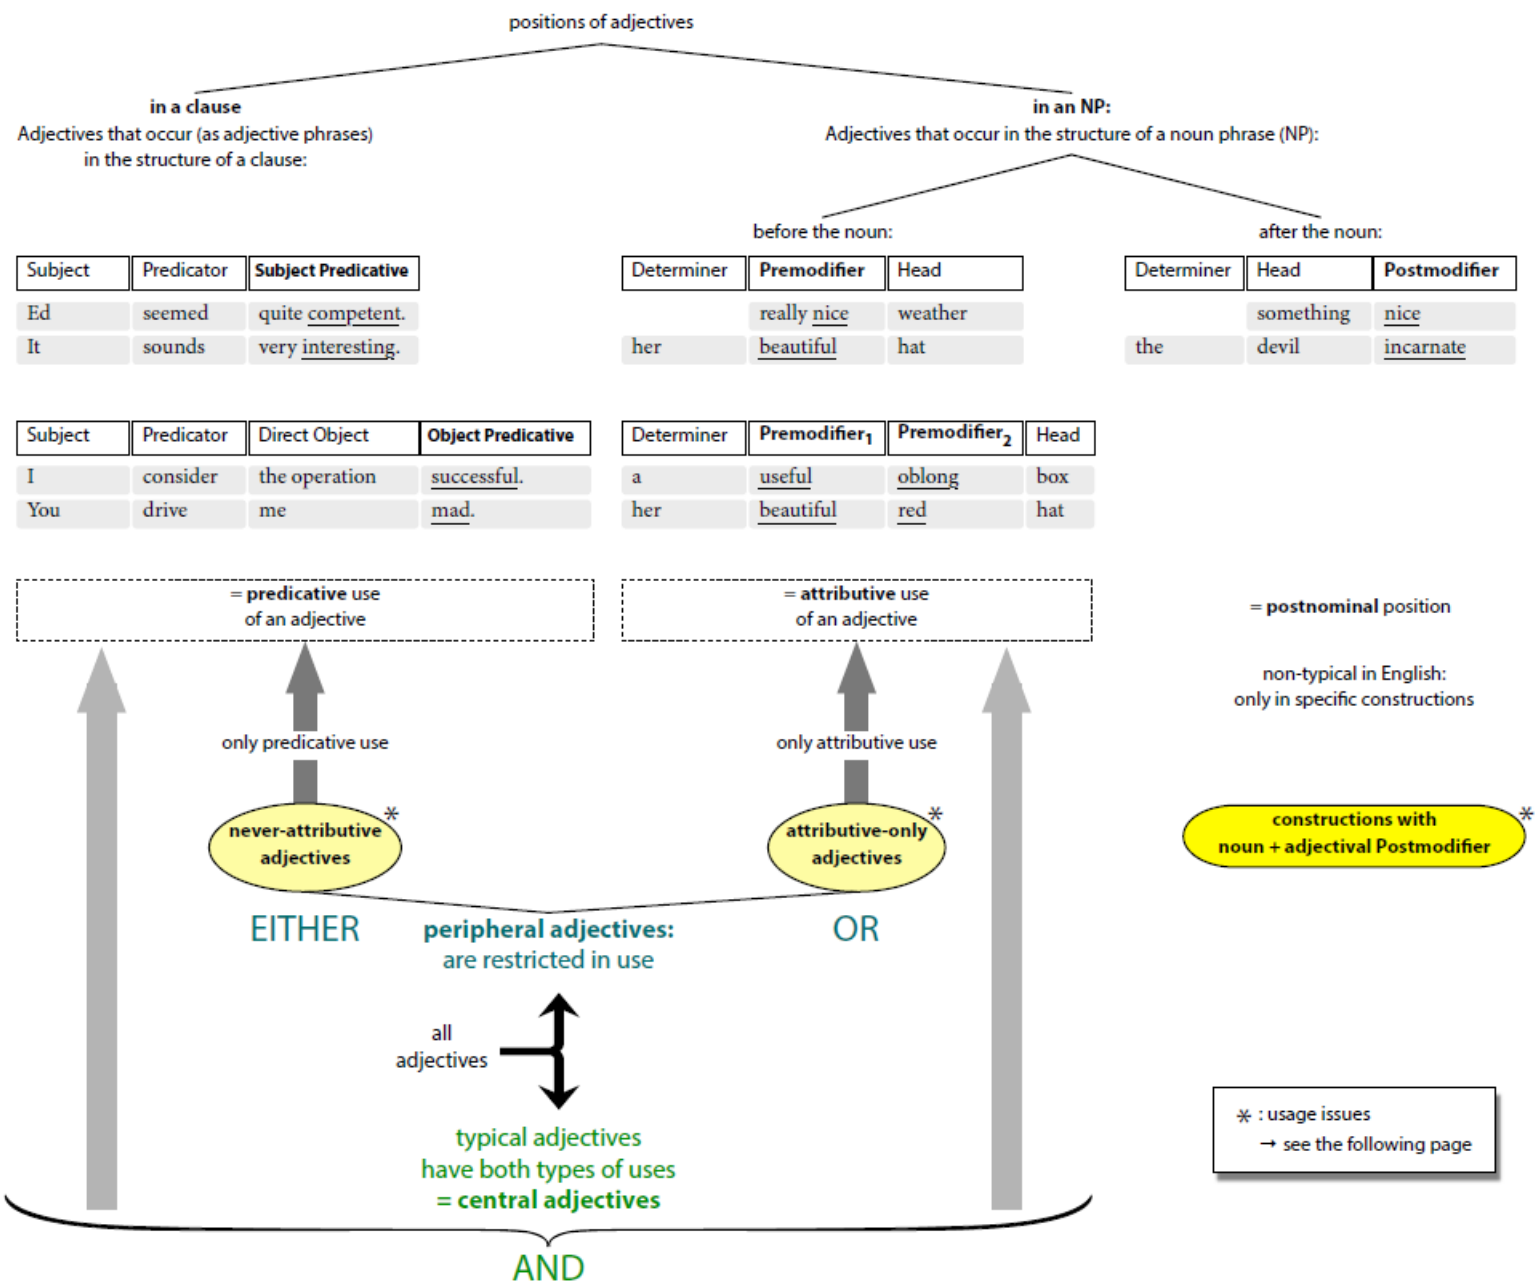 positions of adjectives
in a clause
Adjectives that occur (as adjective phrases)
in the structure of a clause:
in an NP:
Adjectives that occur in the structure of a noun phrase (NP):
before the noun:
after the noun:
Subject Predicator Subject Predicative
Ed seemed quite competent.
It sounds very interesting.
Determiner Premodifier Head
really nice weather
her beautiful hat
Determiner Head Postmodifier
something nice
the devil incarnate
Subject Predicator Direct Object Object Predicative
I consider the operation successful.
You drive me mad.
Determiner Premodifier1 Premodifier2 Head
a useful oblong box
her beautiful red hat
= predicative use
of an adjective
= attributive use
of an adjective
= postnominal position
non-typical in English:
only in specific constructions
only predicative use
only attributive use
never-attributive *
adjectives
attributive-only *
adjectives
constructions with *
noun + adjectival Postmodifier
EITHER
peripheral adjectives:
are restricted in use
OR
all
adjectives
typical adjectives
have both types of uses
= central adjectives
AND
* : usage issues
→ see the following page